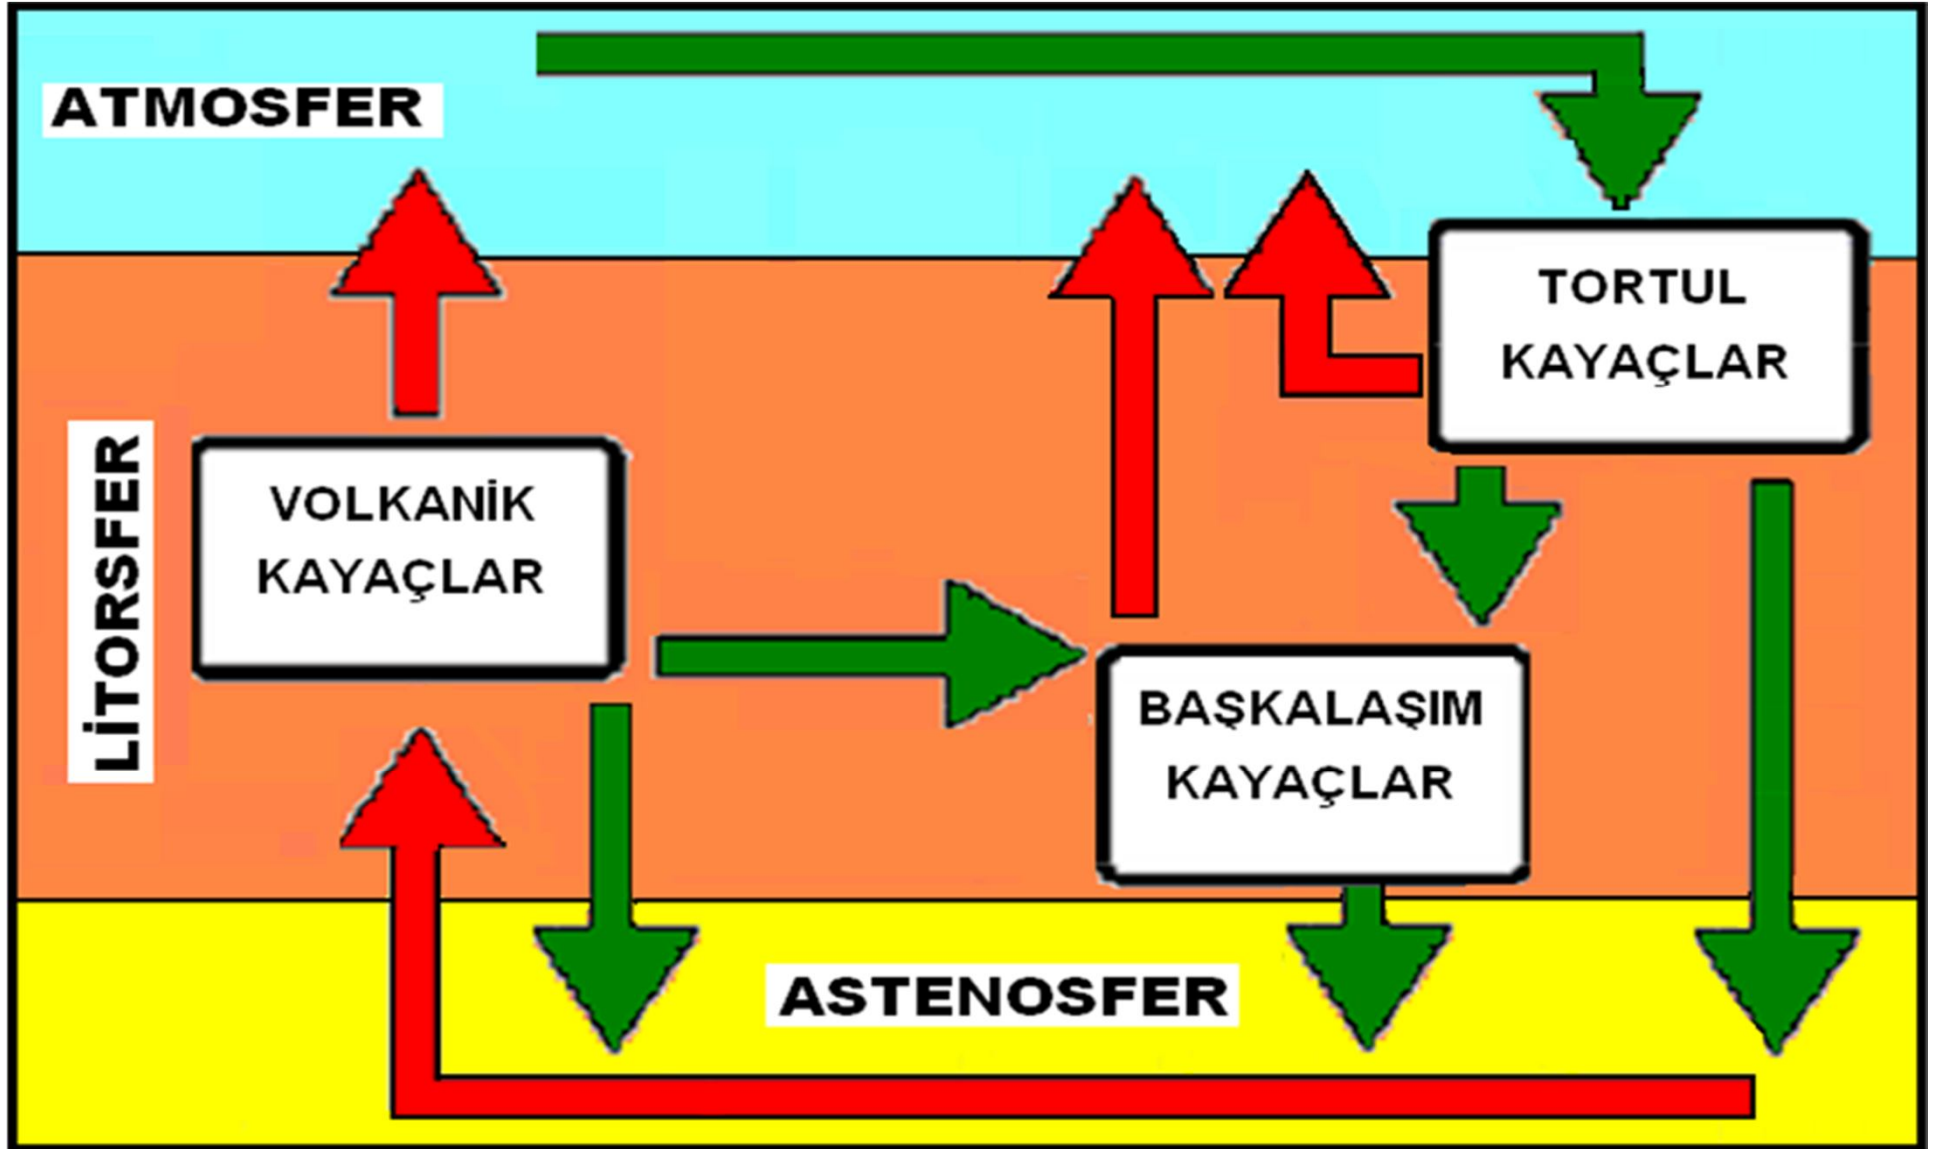 ATMOSFER
TORTUL
KAYAÇLAR
LİTORSFER
VOLKANİK
KAYAÇLAR
BAŞKALAŞIM
KAYAÇLAR
ASTENOSFER